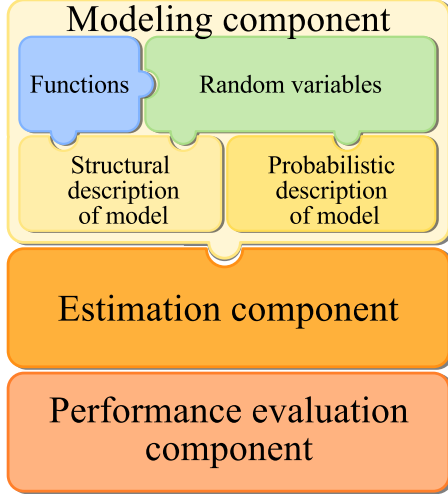 Modeling component
Functions
Random variables
Structural
description
of model
Probabilistic
description
of model
Estimation component
Performance evaluation
component